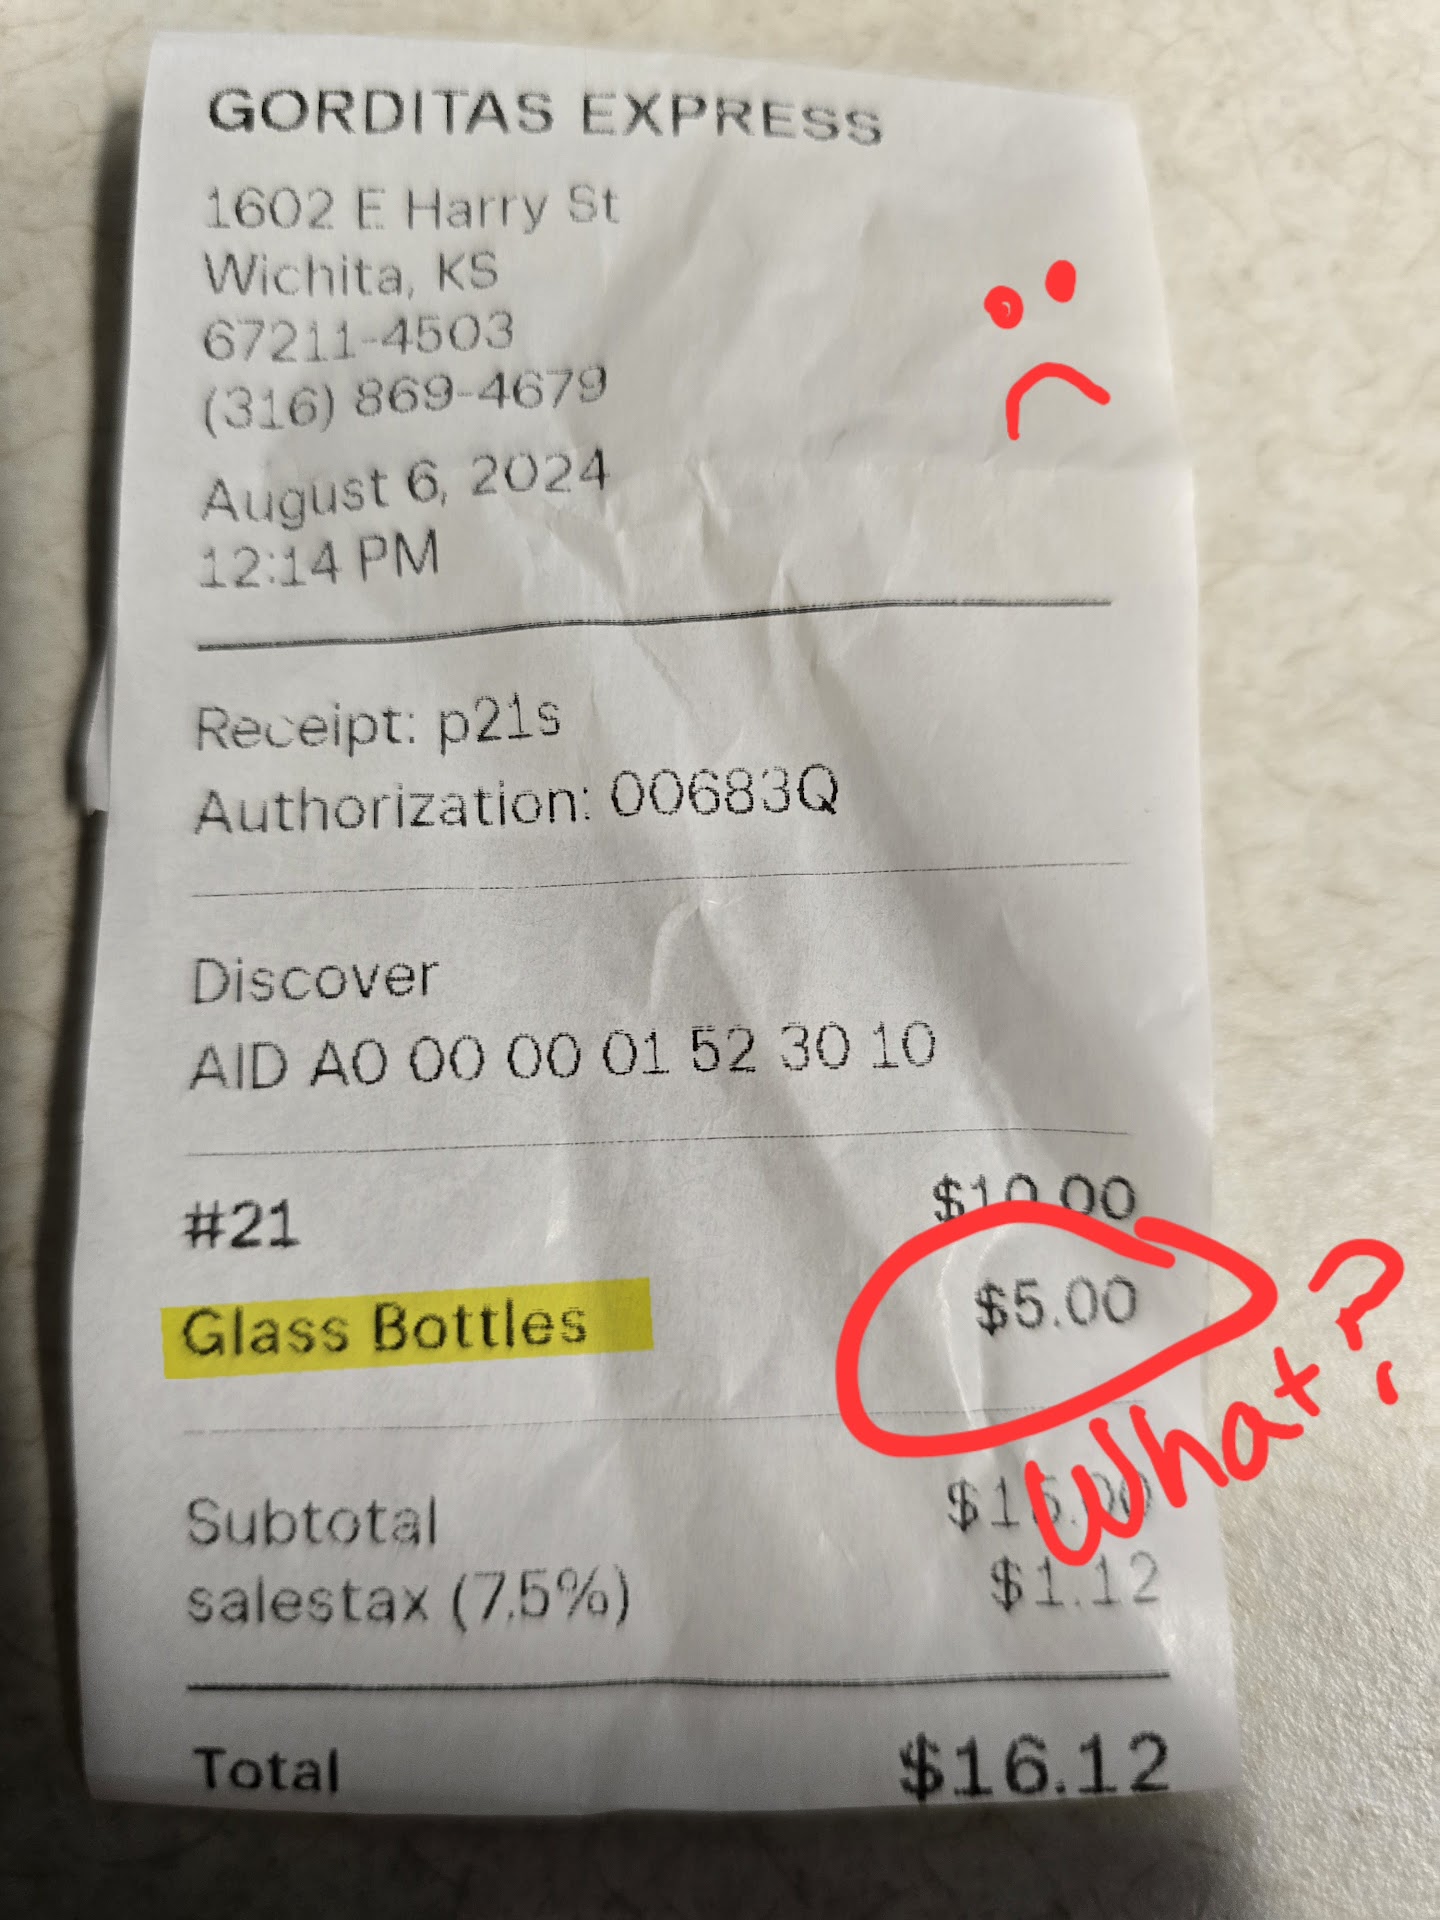 GORDITAS EXPRESS
1602 E Harry St
Wichita, KS
67211-4503
(316) 869-4679
August 6, 2024
12:14 PM
Receipt: p21s
Authorization: 00683Q
Discover
AID A0 00 00 01 52 30 10
#21 $10.00
Glass Bottles $5.00
What?
Subtotal $15.00
salestax (7.5%) $1.12
Total $16.12